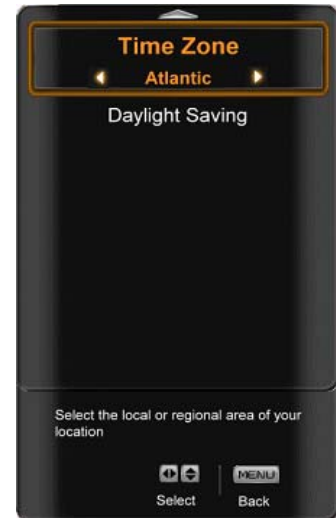 Time Zone
Atlantic
Daylight Saving
Select the local or regional area of your
location
MENU
Select Back